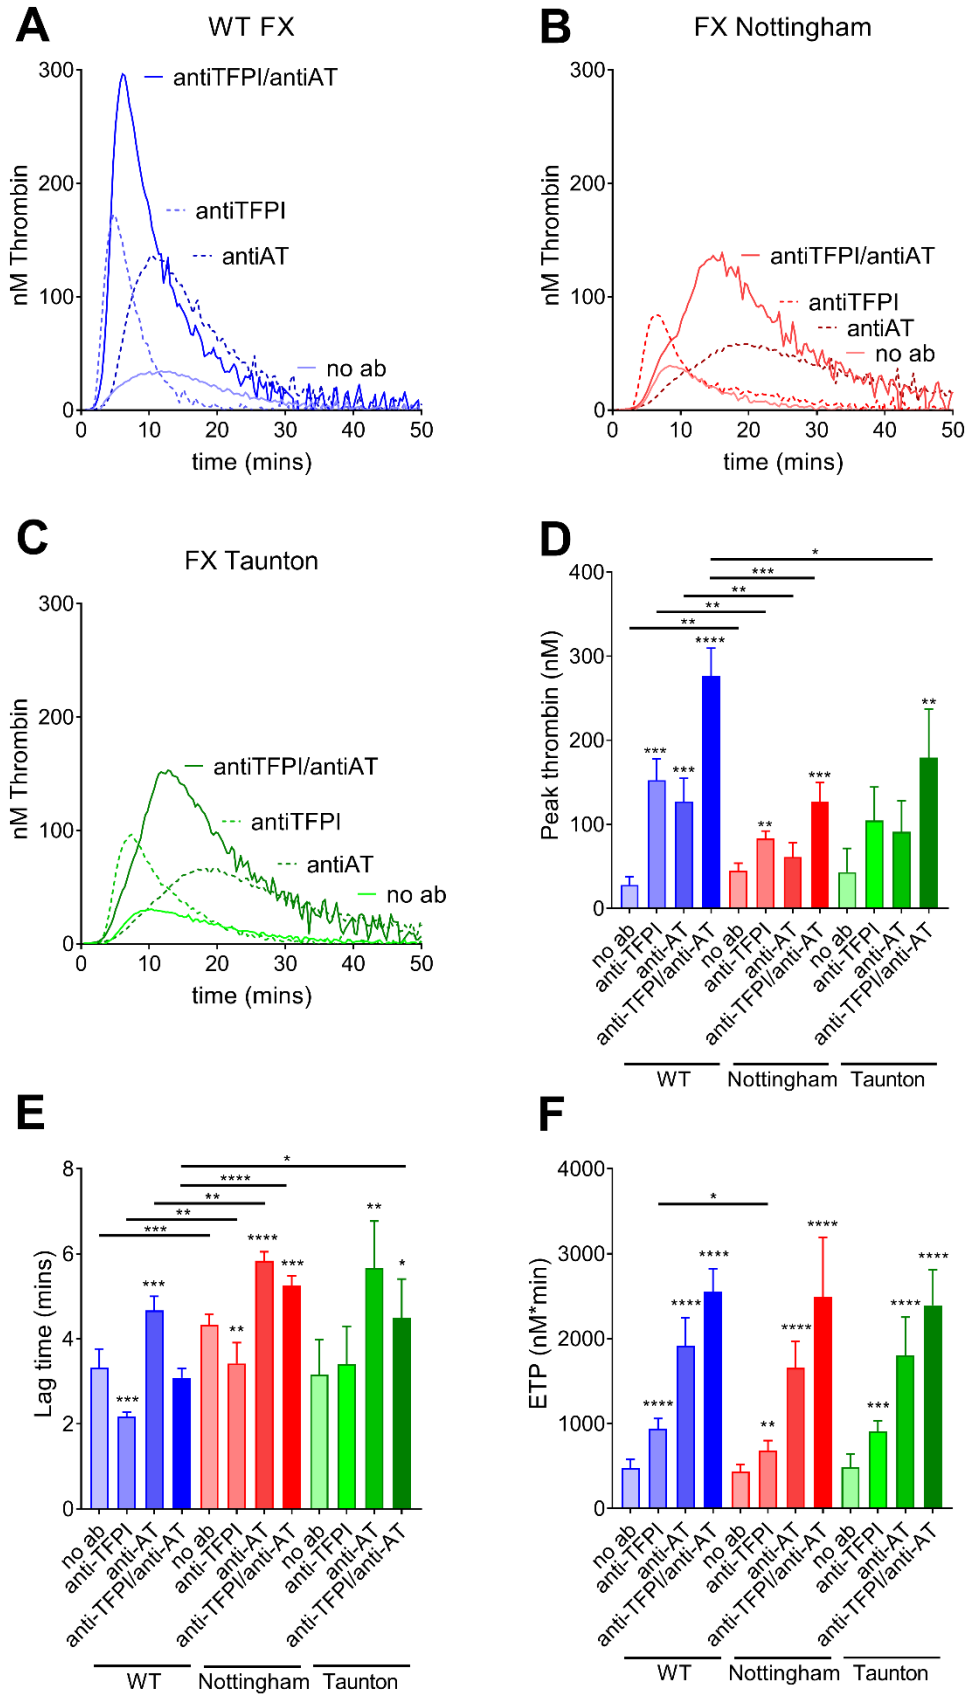 A
WT FX
300
200
100
0
nM Thrombin
antiTFPI/antiAT
antiTFPI
antiAT
no ab
0 10 20 30 40 50
time (mins)
B
FX Nottingham
300
200
100
0
nM Thrombin
antiTFPI/antiAT
antiTFPI
antiAT
no ab
0 10 20 30 40 50
time (mins)
C
FX Taunton
300
200
100
0
nM Thrombin
antiTFPI/antiAT
antiTFPI
antiAT
no ab
0 10 20 30 40 50
time (mins)
D
400
300
200
100
0
Peak thrombin (nM)
*
***
**
**
**
***
***
****
**
***
**
no ab
anti-TFPI
anti-AT
anti-TFPI/anti-AT
no ab
anti-TFPI
anti-AT
anti-TFPI/anti-AT
no ab
anti-TFPI
anti-AT
anti-TFPI/anti-AT
WT Nottingham Taunton
E
8
6
4
2
0
Lag time (mins)
*
****
**
**
***
***
***
**
****
***
**
*
no ab
anti-TFPI
anti-AT
anti-TFPI/anti-AT
no ab
anti-TFPI
anti-AT
anti-TFPI/anti-AT
no ab
anti-TFPI
anti-AT
anti-TFPI/anti-AT
WT Nottingham Taunton
F
4000
3000
2000
1000
0
ETP (nM*min)
*
****
****
****
**
****
****
***
****
****
no ab
anti-TFPI
anti-AT
anti-TFPI/anti-AT
no ab
anti-TFPI
anti-AT
anti-TFPI/anti-AT
no ab
anti-TFPI
anti-AT
anti-TFPI/anti-AT
WT Nottingham Taunton